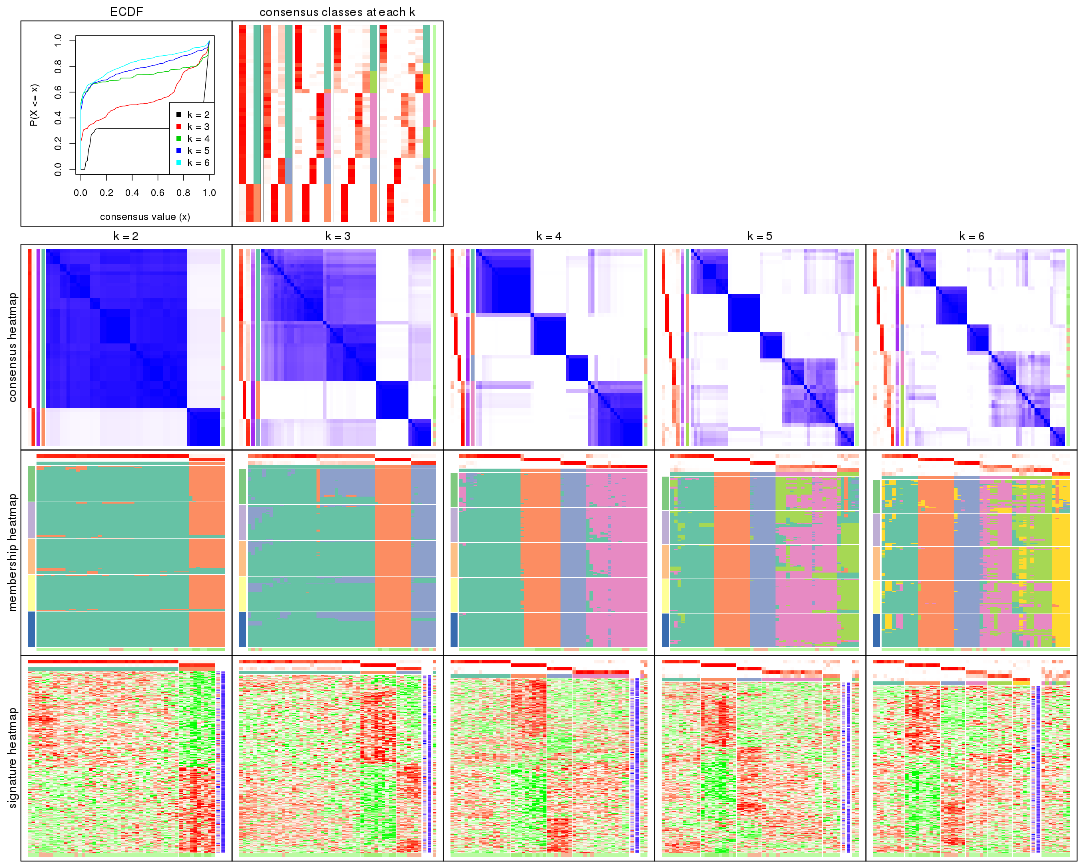 ECDF
consensus classes at each k
P(X <= x)
0.0 0.2 0.4 0.6 0.8 1.0
k = 2
k = 3
k = 4
k = 5
k = 6
0.0 0.2 0.4 0.6 0.8 1.0
consensus value (x)
k = 2
k = 3
k = 4
k = 5
k = 6
consensus heatmap
membership heatmap
signature heatmap